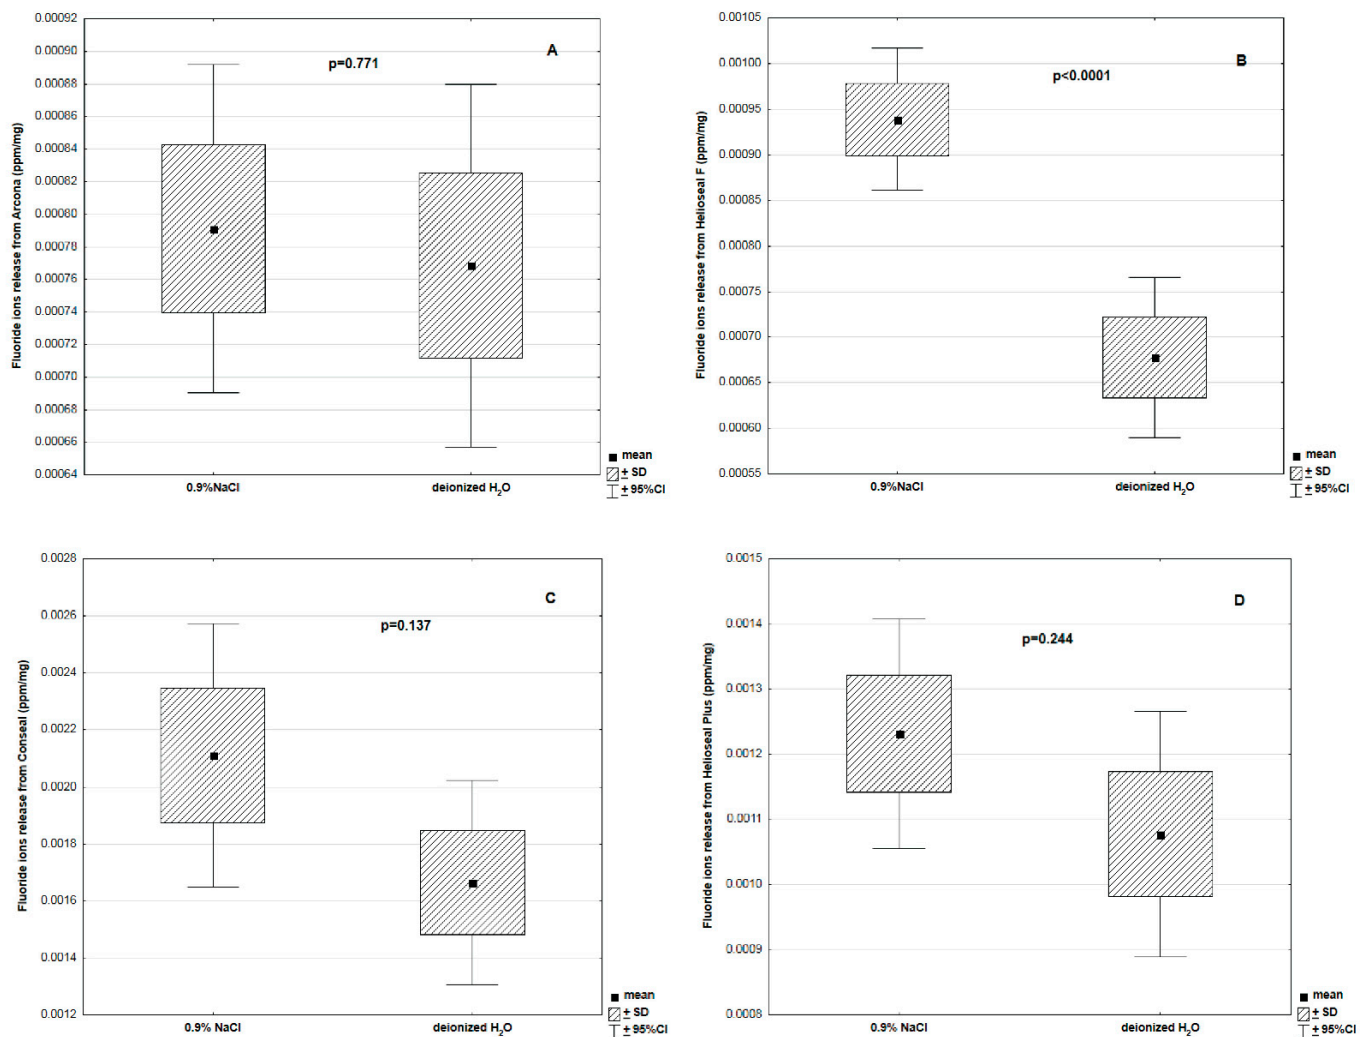 Fluoride ions release from Arcona (ppm/mg)
0.00092
0.00090
0.00088
0.00086
0.00084
0.00082
0.00080
0.00078
0.00076
0.00074
0.00072
0.00070
0.00068
0.00066
0.00064
A
p=0.771
0.9%NaCl
deionized H₂O
mean
± SD
± 95%CI
Fluoride ions release from Helioseal F (ppm/mg)
0.00105
0.00100
0.00095
0.00090
0.00085
0.00080
0.00075
0.00070
0.00065
0.00060
0.00055
B
p<0.0001
0.9%NaCl
deionized H₂O
mean
± SD
± 95%CI
Fluoride ions release from Conseal (ppm/mg)
0.0028
0.0026
0.0024
0.0022
0.0020
0.0018
0.0016
0.0014
0.0012
C
p=0.137
0.9% NaCl
deionized H₂O
mean
± SD
± 95%CI
Fluoride ions release from Helioseal Plus (ppm/mg)
0.0015
0.0014
0.0013
0.0012
0.0011
0.0010
0.0009
0.0008
D
p=0.244
0.9% NaCl
deionized H₂O
mean
± SD
± 95%CI